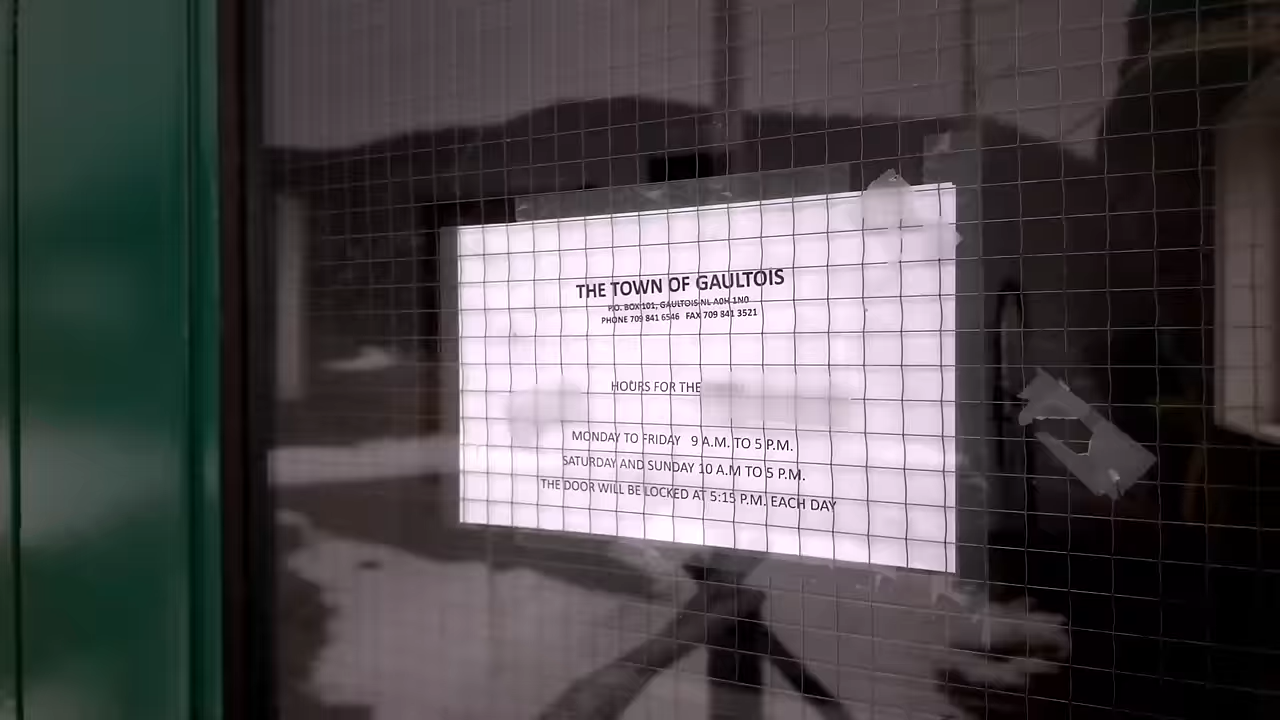 THE TOWN OF GAULTOIS
P.O. BOX 101, GAULTOIS NL A0H 1N0
PHONE 709 841 6546 FAX 709 841 3521
HOURS FOR THE
MONDAY TO FRIDAY 9 A.M. TO 5 P.M.
SATURDAY AND SUNDAY 10 A.M TO 5 P.M.
THE DOOR WILL BE LOCKED AT 5:15 P.M. EACH DAY